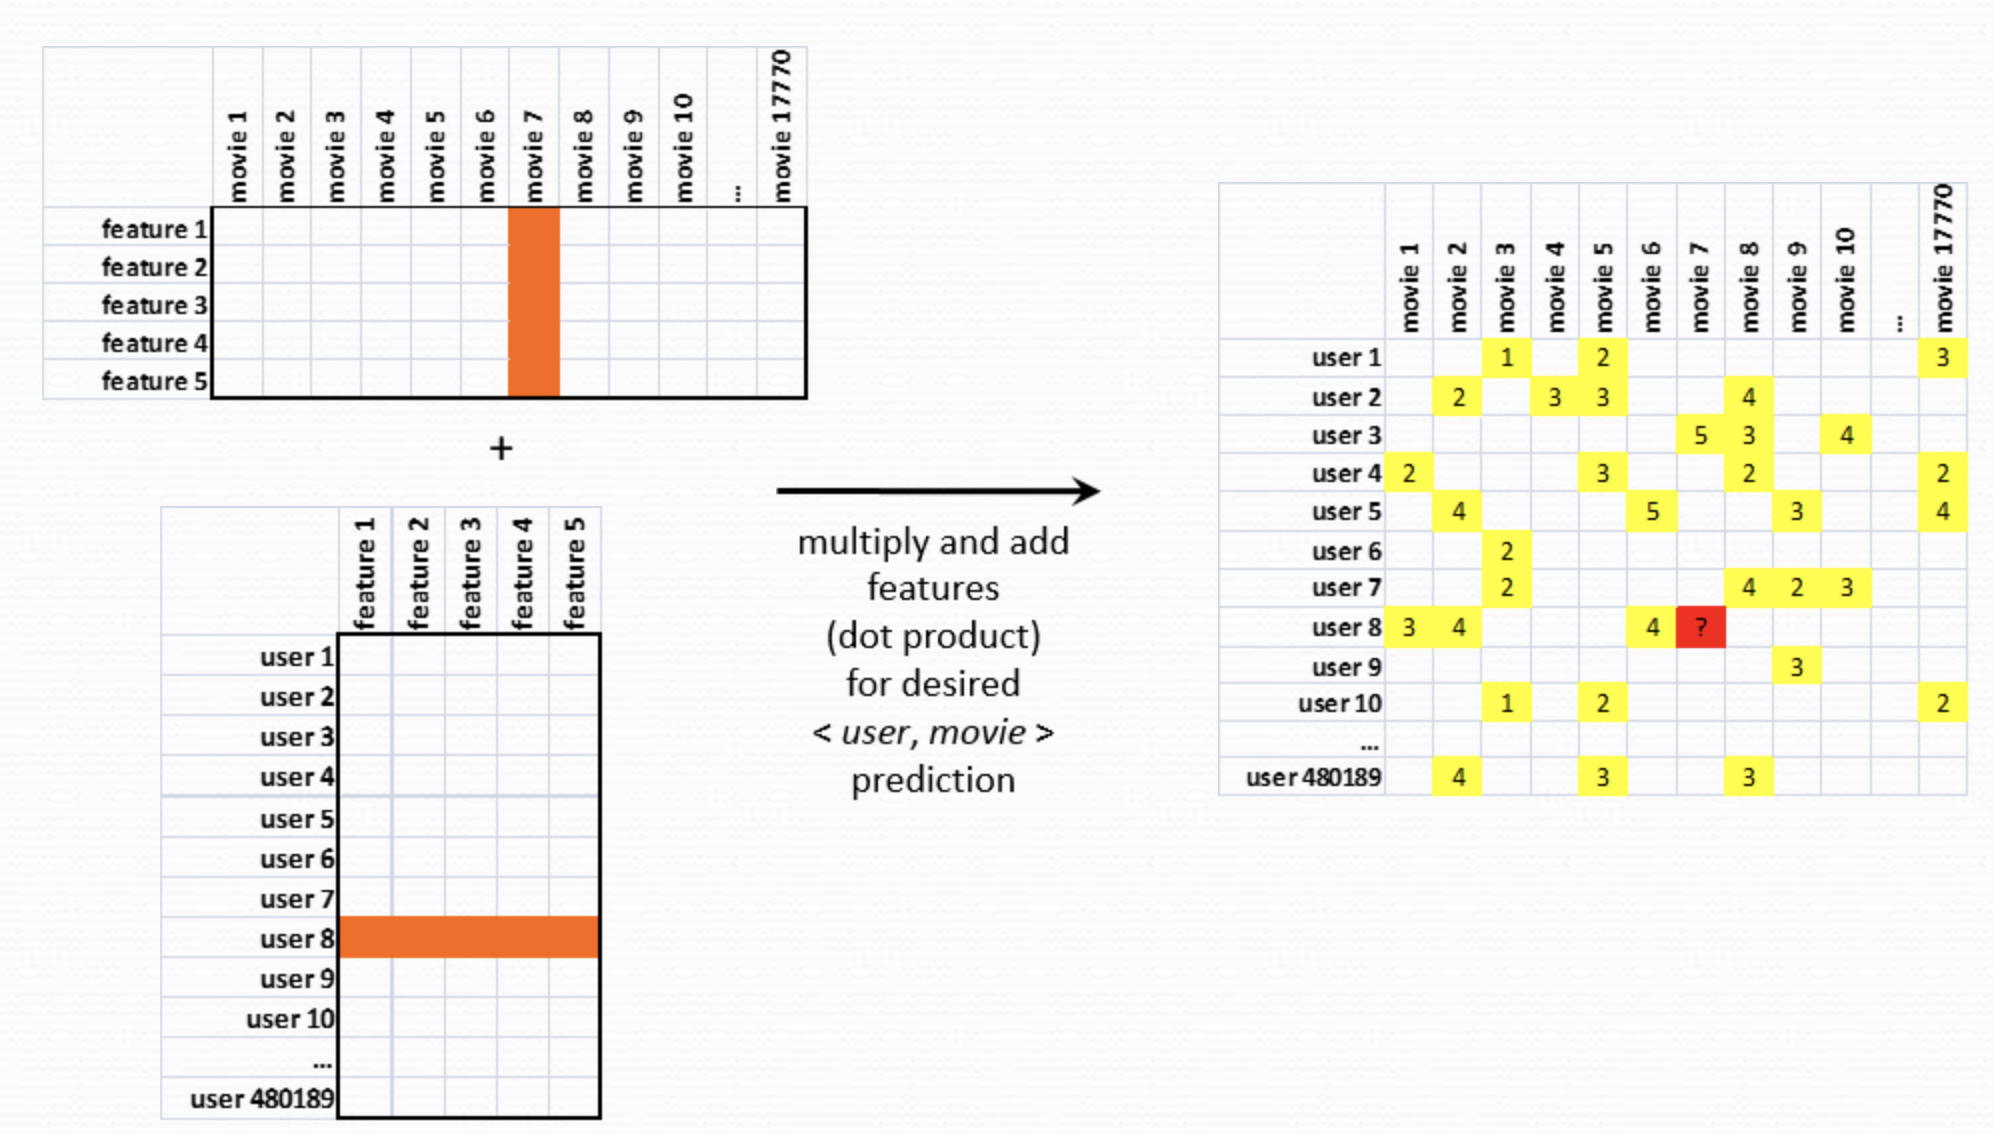 movie 1 movie 2 movie 3 movie 4 movie 5 movie 6 movie 7 movie 8 movie 9 movie 10 ... movie 17770
feature 1
feature 2
feature 3
feature 4
feature 5
+
feature 1 feature 2 feature 3 feature 4 feature 5
user 1
user 2
user 3
user 4
user 5
user 6
user 7
user 8
user 9
user 10
...
user 480189
multiply and add
features
(dot product)
for desired
< user, movie >
prediction
movie 1 movie 2 movie 3 movie 4 movie 5 movie 6 movie 7 movie 8 movie 9 movie 10 ... movie 17770
user 1 1 2 3
user 2 2 3 3 4
user 3 5 3 4
user 4 2 3 2 2
user 5 4 5 3 4
user 6 2
user 7 2 4 2 3
user 8 3 4 4 ?
user 9 3
user 10 1 2 2
...
user 480189 4 3 3